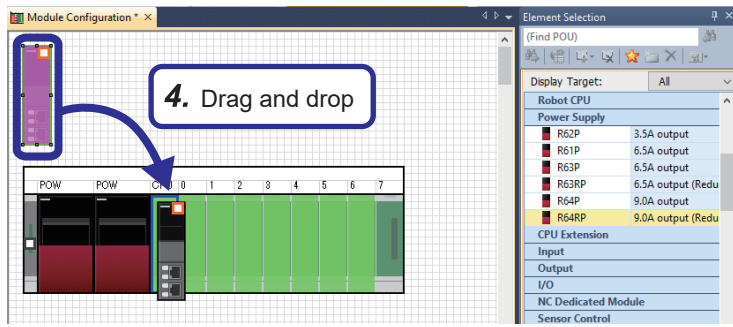 Module Configuration *
Element Selection
(Find POU)
Display Target: All
Robot CPU
Power Supply
R62P 3.5A output
R61P 6.5A output
R63P 6.5A output
R63RP 6.5A output (Redu
R64P 9.0A output
R64RP 9.0A output (Redu
CPU Extension
Input
Output
I/O
NC Dedicated Module
Sensor Control
4. Drag and drop
POW POW CPU 0 1 2 3 4 5 6 7